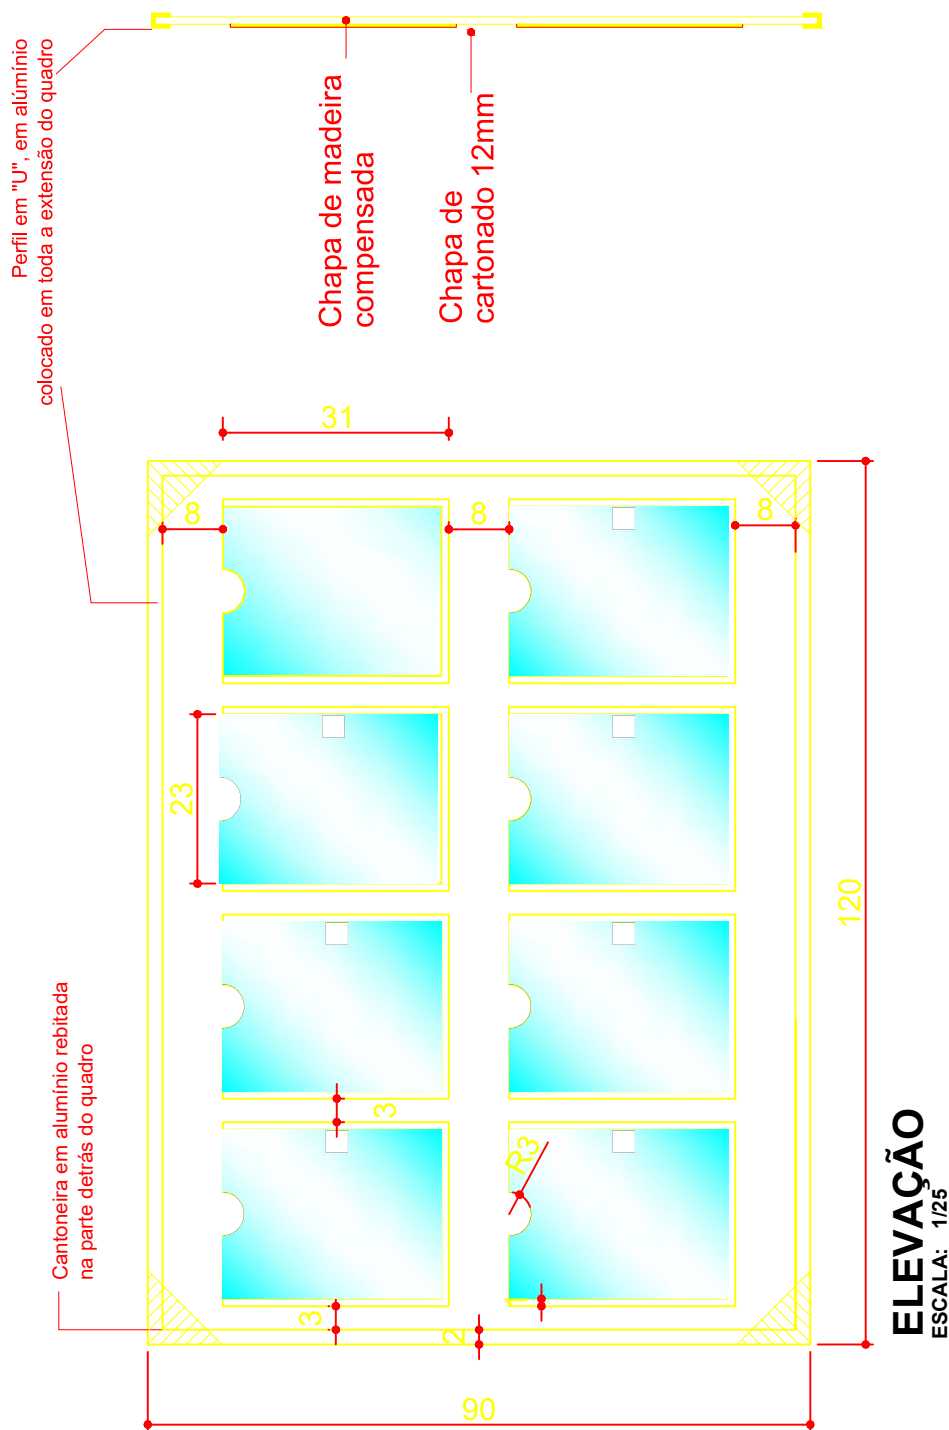 Perfil em "U", em alúmínio
colocado em toda a extensão do quadro
Chapa de madeira
compensada
Chapa de
cartonado 12mm
31
8
8
8
23
120
Cantoneira em alumínio rebitada
na parte detrás do quadro
3
R3
3
1
2
90
ELEVAÇÃO
ESCALA: 1/25